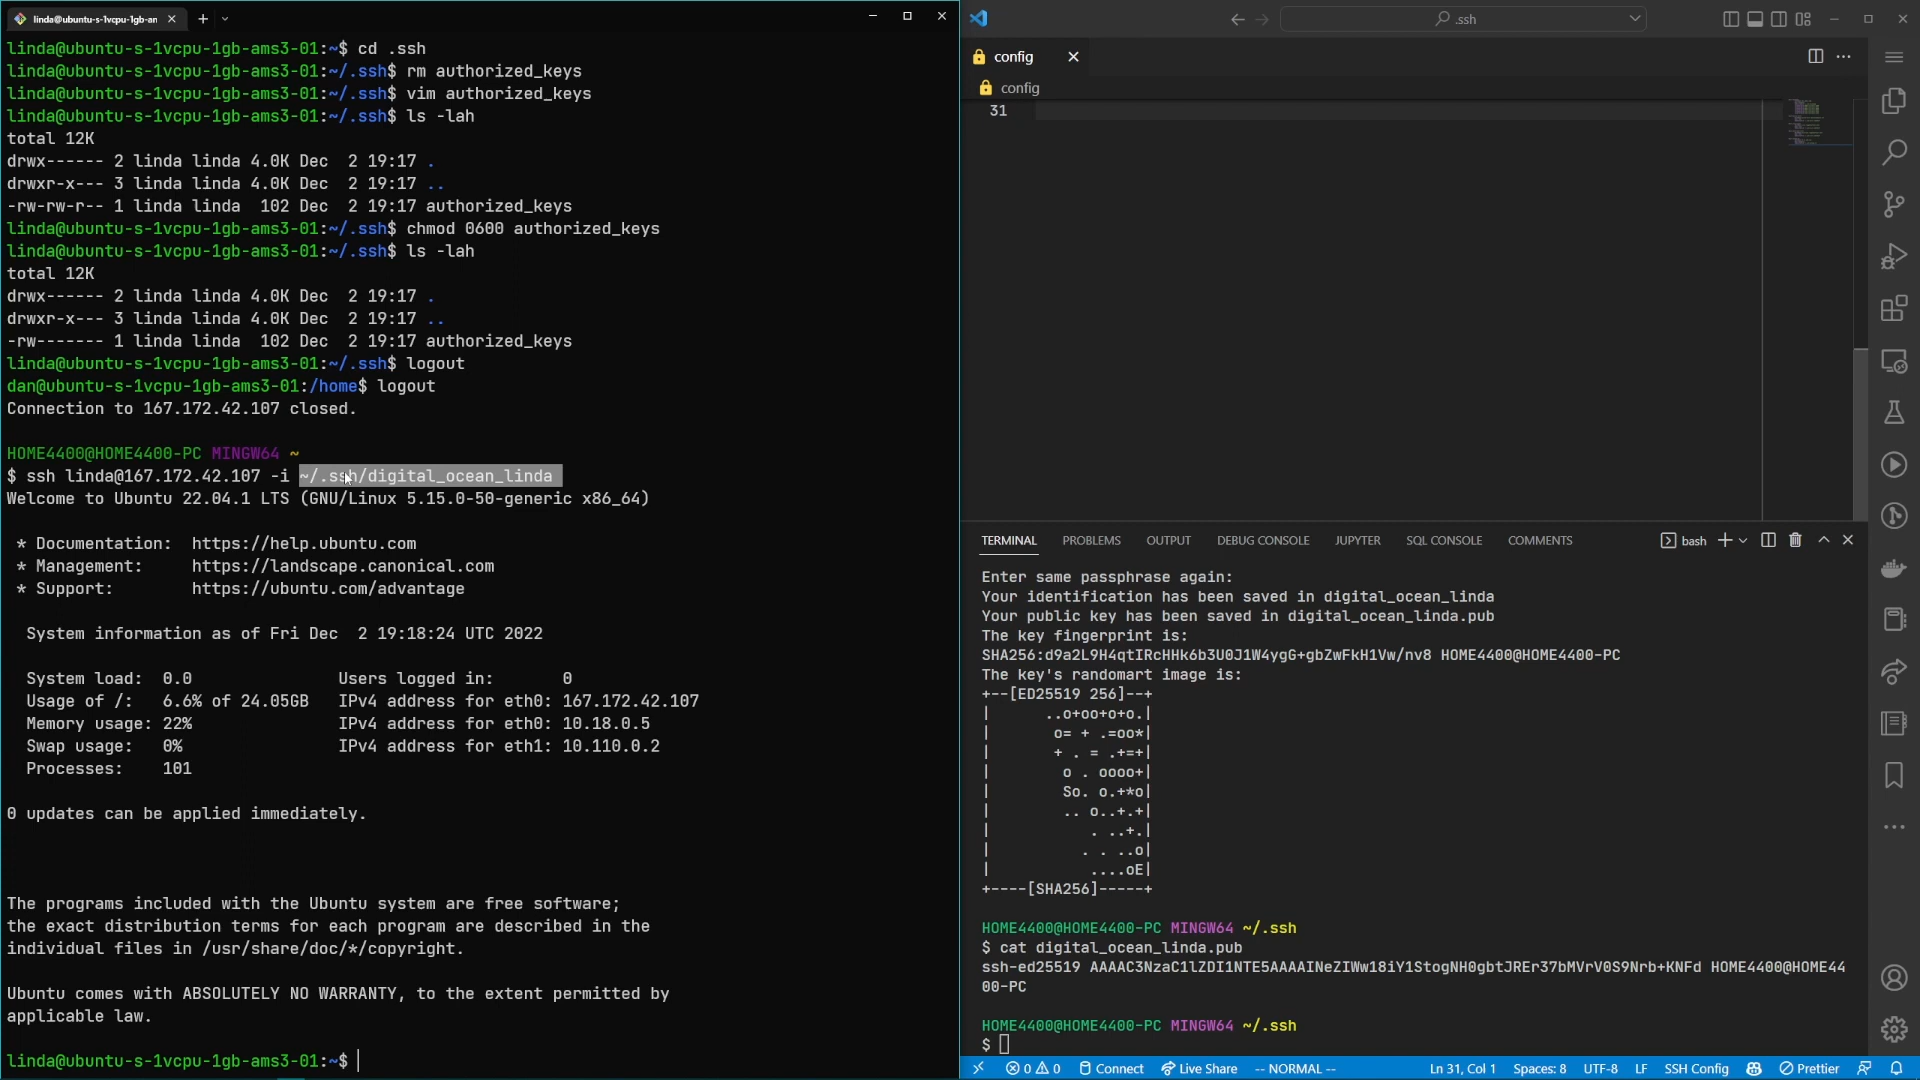 linda@ubuntu-s-1vcpu-1gb-am
linda@ubuntu-s-1vcpu-1gb-ams3-01:~$ cd .ssh
linda@ubuntu-s-1vcpu-1gb-ams3-01:~/.ssh$ rm authorized_keys
linda@ubuntu-s-1vcpu-1gb-ams3-01:~/.ssh$ vim authorized_keys
linda@ubuntu-s-1vcpu-1gb-ams3-01:~/.ssh$ ls -lah
total 12K
drwx------ 2 linda linda 4.0K Dec  2 19:17 .
drwxr-x--- 3 linda linda 4.0K Dec  2 19:17 ..
-rw-rw-r-- 1 linda linda  102 Dec  2 19:17 authorized_keys
linda@ubuntu-s-1vcpu-1gb-ams3-01:~/.ssh$ chmod 0600 authorized_keys
linda@ubuntu-s-1vcpu-1gb-ams3-01:~/.ssh$ ls -lah
total 12K
drwx------ 2 linda linda 4.0K Dec  2 19:17 .
drwxr-x--- 3 linda linda 4.0K Dec  2 19:17 ..
-rw------- 1 linda linda  102 Dec  2 19:17 authorized_keys
linda@ubuntu-s-1vcpu-1gb-ams3-01:~/.ssh$ logout
dan@ubuntu-s-1vcpu-1gb-ams3-01:/home$ logout
Connection to 167.172.42.107 closed.
HOME4400@HOME4400-PC MINGW64 ~
$ ssh linda@167.172.42.107 -i ~/.ssh/digital_ocean_linda
Welcome to Ubuntu 22.04.1 LTS (GNU/Linux 5.15.0-50-generic x86_64)
* Documentation:  https://help.ubuntu.com
* Management:     https://landscape.canonical.com
* Support:        https://ubuntu.com/advantage
System information as of Fri Dec  2 19:18:24 UTC 2022
System load:  0.0               Users logged in:       0
Usage of /:   6.6% of 24.05GB   IPv4 address for eth0: 167.172.42.107
Memory usage: 22%               IPv4 address for eth0: 10.18.0.5
Swap usage:   0%                IPv4 address for eth1: 10.110.0.2
Processes:    101
0 updates can be applied immediately.
The programs included with the Ubuntu system are free software;
the exact distribution terms for each program are described in the
individual files in /usr/share/doc/*/copyright.
Ubuntu comes with ABSOLUTELY NO WARRANTY, to the extent permitted by
applicable law.
linda@ubuntu-s-1vcpu-1gb-ams3-01:~$
.ssh
config
config
31
TERMINAL PROBLEMS OUTPUT DEBUG CONSOLE JUPYTER SQL CONSOLE COMMENTS bash
Enter same passphrase again:
Your identification has been saved in digital_ocean_linda
Your public key has been saved in digital_ocean_linda.pub
The key fingerprint is:
SHA256:d9a2L9H4qtIRcHHk6b3U0J1W4ygG+gbZwFkH1Vw/nv8 HOME4400@HOME4400-PC
The key's randomart image is:
+--[ED25519 256]--+
|      ..o+oo+o+o.|
|       o= + .=oo*|
|       + . = .+=+|
|        o . oooo+|
|        So. o.+*o|
|        .. o..+.+|
|           . ..+.|
|          . . ..o|
|           ....oE|
+----[SHA256]-----+
HOME4400@HOME4400-PC MINGW64 ~/.ssh
$ cat digital_ocean_linda.pub
ssh-ed25519 AAAAC3NzaC1lZDI1NTE5AAAAINeZIWw18iY1StogNH0gbtJREr37bMVrV0S9Nrb+KNFd HOME4400@HOME44
00-PC
HOME4400@HOME4400-PC MINGW64 ~/.ssh
$
0 0 Connect Live Share -- NORMAL -- Ln 31, Col 1 Spaces: 8 UTF-8 LF SSH Config Prettier